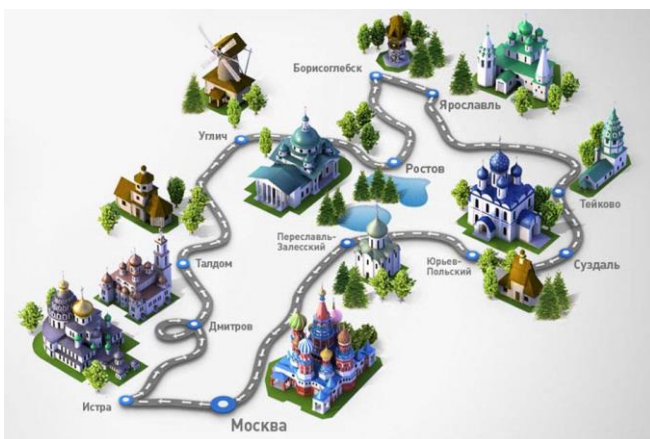 Борисоглебск
Ярославль
Углич
Ростов
Тейково
Переславль-
Залесский
Юрьев-
Польский
Суздаль
Талдом
Дмитров
Истра
Москва